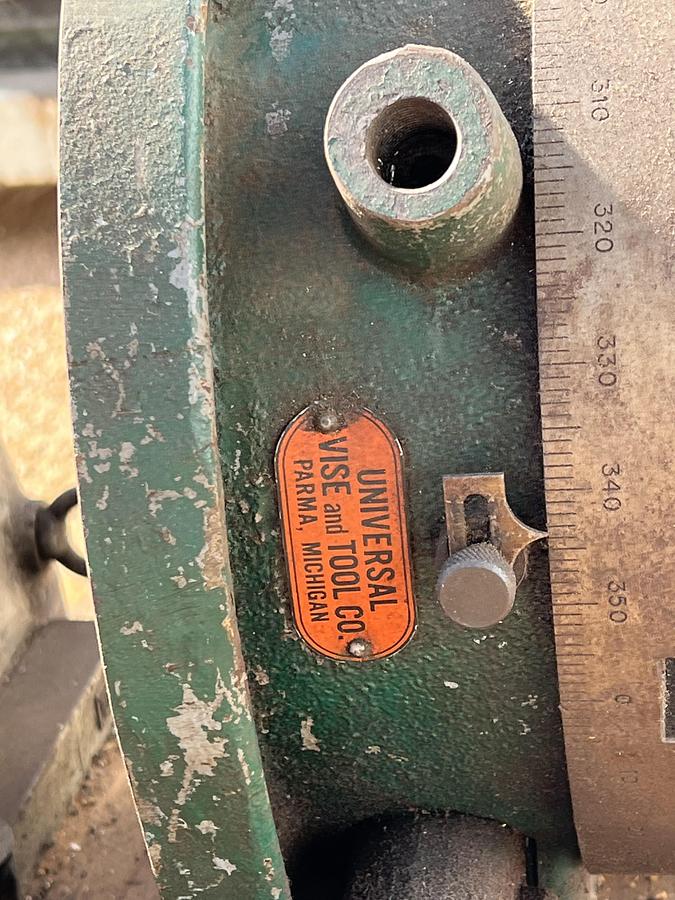 UNIVERSAL
VISE and TOOL CO.
PARMA, MICHIGAN
310
320
330
340
350
0